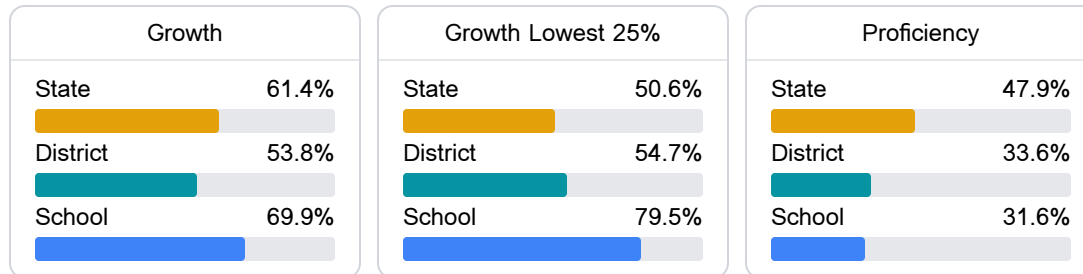 Growth
State 61.4%
District 53.8%
School 69.9%
Growth Lowest 25%
State 50.6%
District 54.7%
School 79.5%
Proficiency
State 47.9%
District 33.6%
School 31.6%